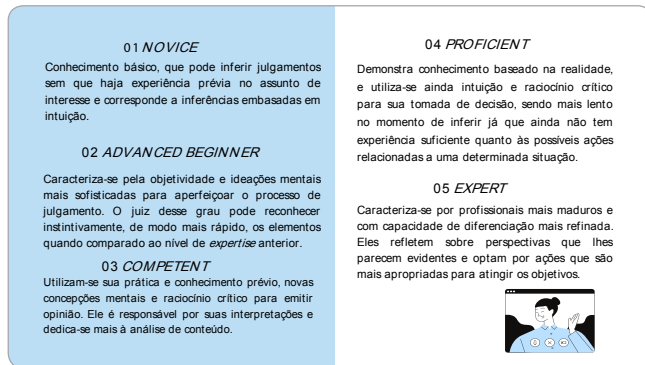 01 NOVICE
Conhecimento básico, que pode inferir julgamentos
sem que haja experiência prévia no assunto de
interesse e corresponde a inferências embasadas em
intuição.
02 ADVANCED BEGINNER
Caracteriza-se pela objetividade e ideações mentais
mais sofisticadas para aperfeiçoar o processo de
julgamento. O juiz desse grau pode reconhecer
instintivamente, de modo mais rápido, os elementos
quando comparado ao nível de expertise anterior.
03 COMPETENT
Utilizam-se sua prática e conhecimento prévio, novas
concepções mentais e raciocínio crítico para emitir
opinião. Ele é responsável por suas interpretações e
dedica-se mais à análise de conteúdo.
04 PROFICIENT
Demonstra conhecimento baseado na realidade,
e utiliza-se ainda intuição e raciocínio crítico
para sua tomada de decisão, sendo mais lento
no momento de inferir já que ainda não tem
experiência suficiente quanto às possíveis ações
relacionadas a uma determinada situação.
05 EXPERT
Caracteriza-se por profissionais mais maduros e
com capacidade de diferenciação mais refinada.
Eles refletem sobre perspectivas que lhes
parecem evidentes e optam por ações que são
mais apropriadas para atingir os objetivos.